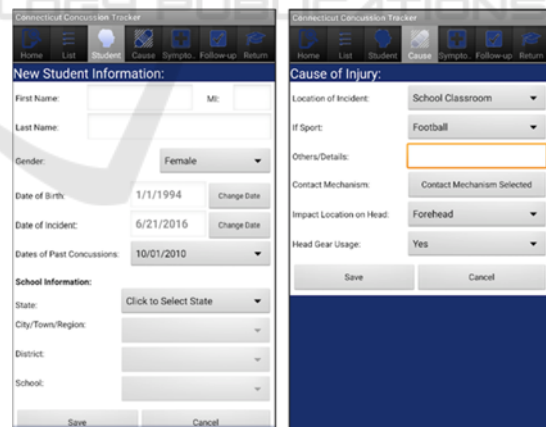 Connecticut Concussion Tracker
Home List Student Cause Sympto.. Follow-up Return
New Student Information:
First Name: MI:
Last Name:
Gender: Female
Date of Birth: 1/1/1994 Change Date
Date of Incident: 6/21/2016 Change Date
Dates of Past Concussions: 10/01/2010
School Information:
State: Click to Select State
City/Town/Region:
District:
School:
Save Cancel
Connecticut Concussion Tracker
Home List Student Cause Sympto.. Follow-up Return
Cause of Injury:
Location of Incident: School Classroom
If Sport: Football
Others/Details:
Contact Mechanism: Contact Mechanism Selected
Impact Location on Head: Forehead
Head Gear Usage: Yes
Save Cancel